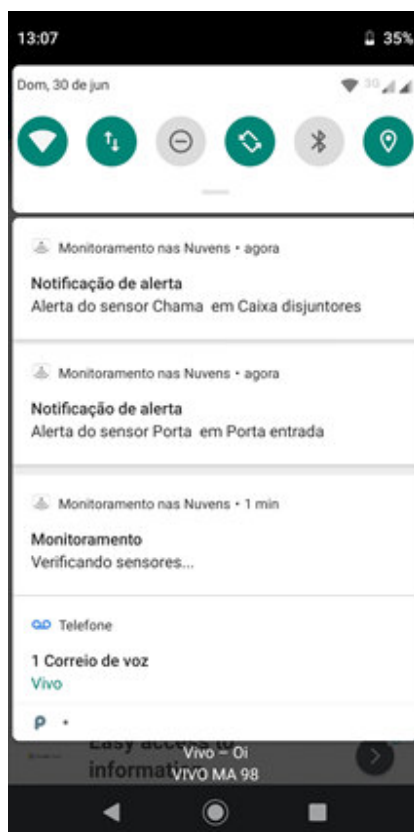 13:07 35%
Dom, 30 de jun 3G
Monitoramento nas Nuvens • agora
Notificação de alerta
Alerta do sensor Chama em Caixa disjuntores
Monitoramento nas Nuvens • agora
Notificação de alerta
Alerta do sensor Porta em Porta entrada
Monitoramento nas Nuvens • 1 min
Monitoramento
Verificando sensores...
Telefone
1 Correio de voz
Vivo
P •
Easy access to
Vivo – Oi
information
VIVO MA 98